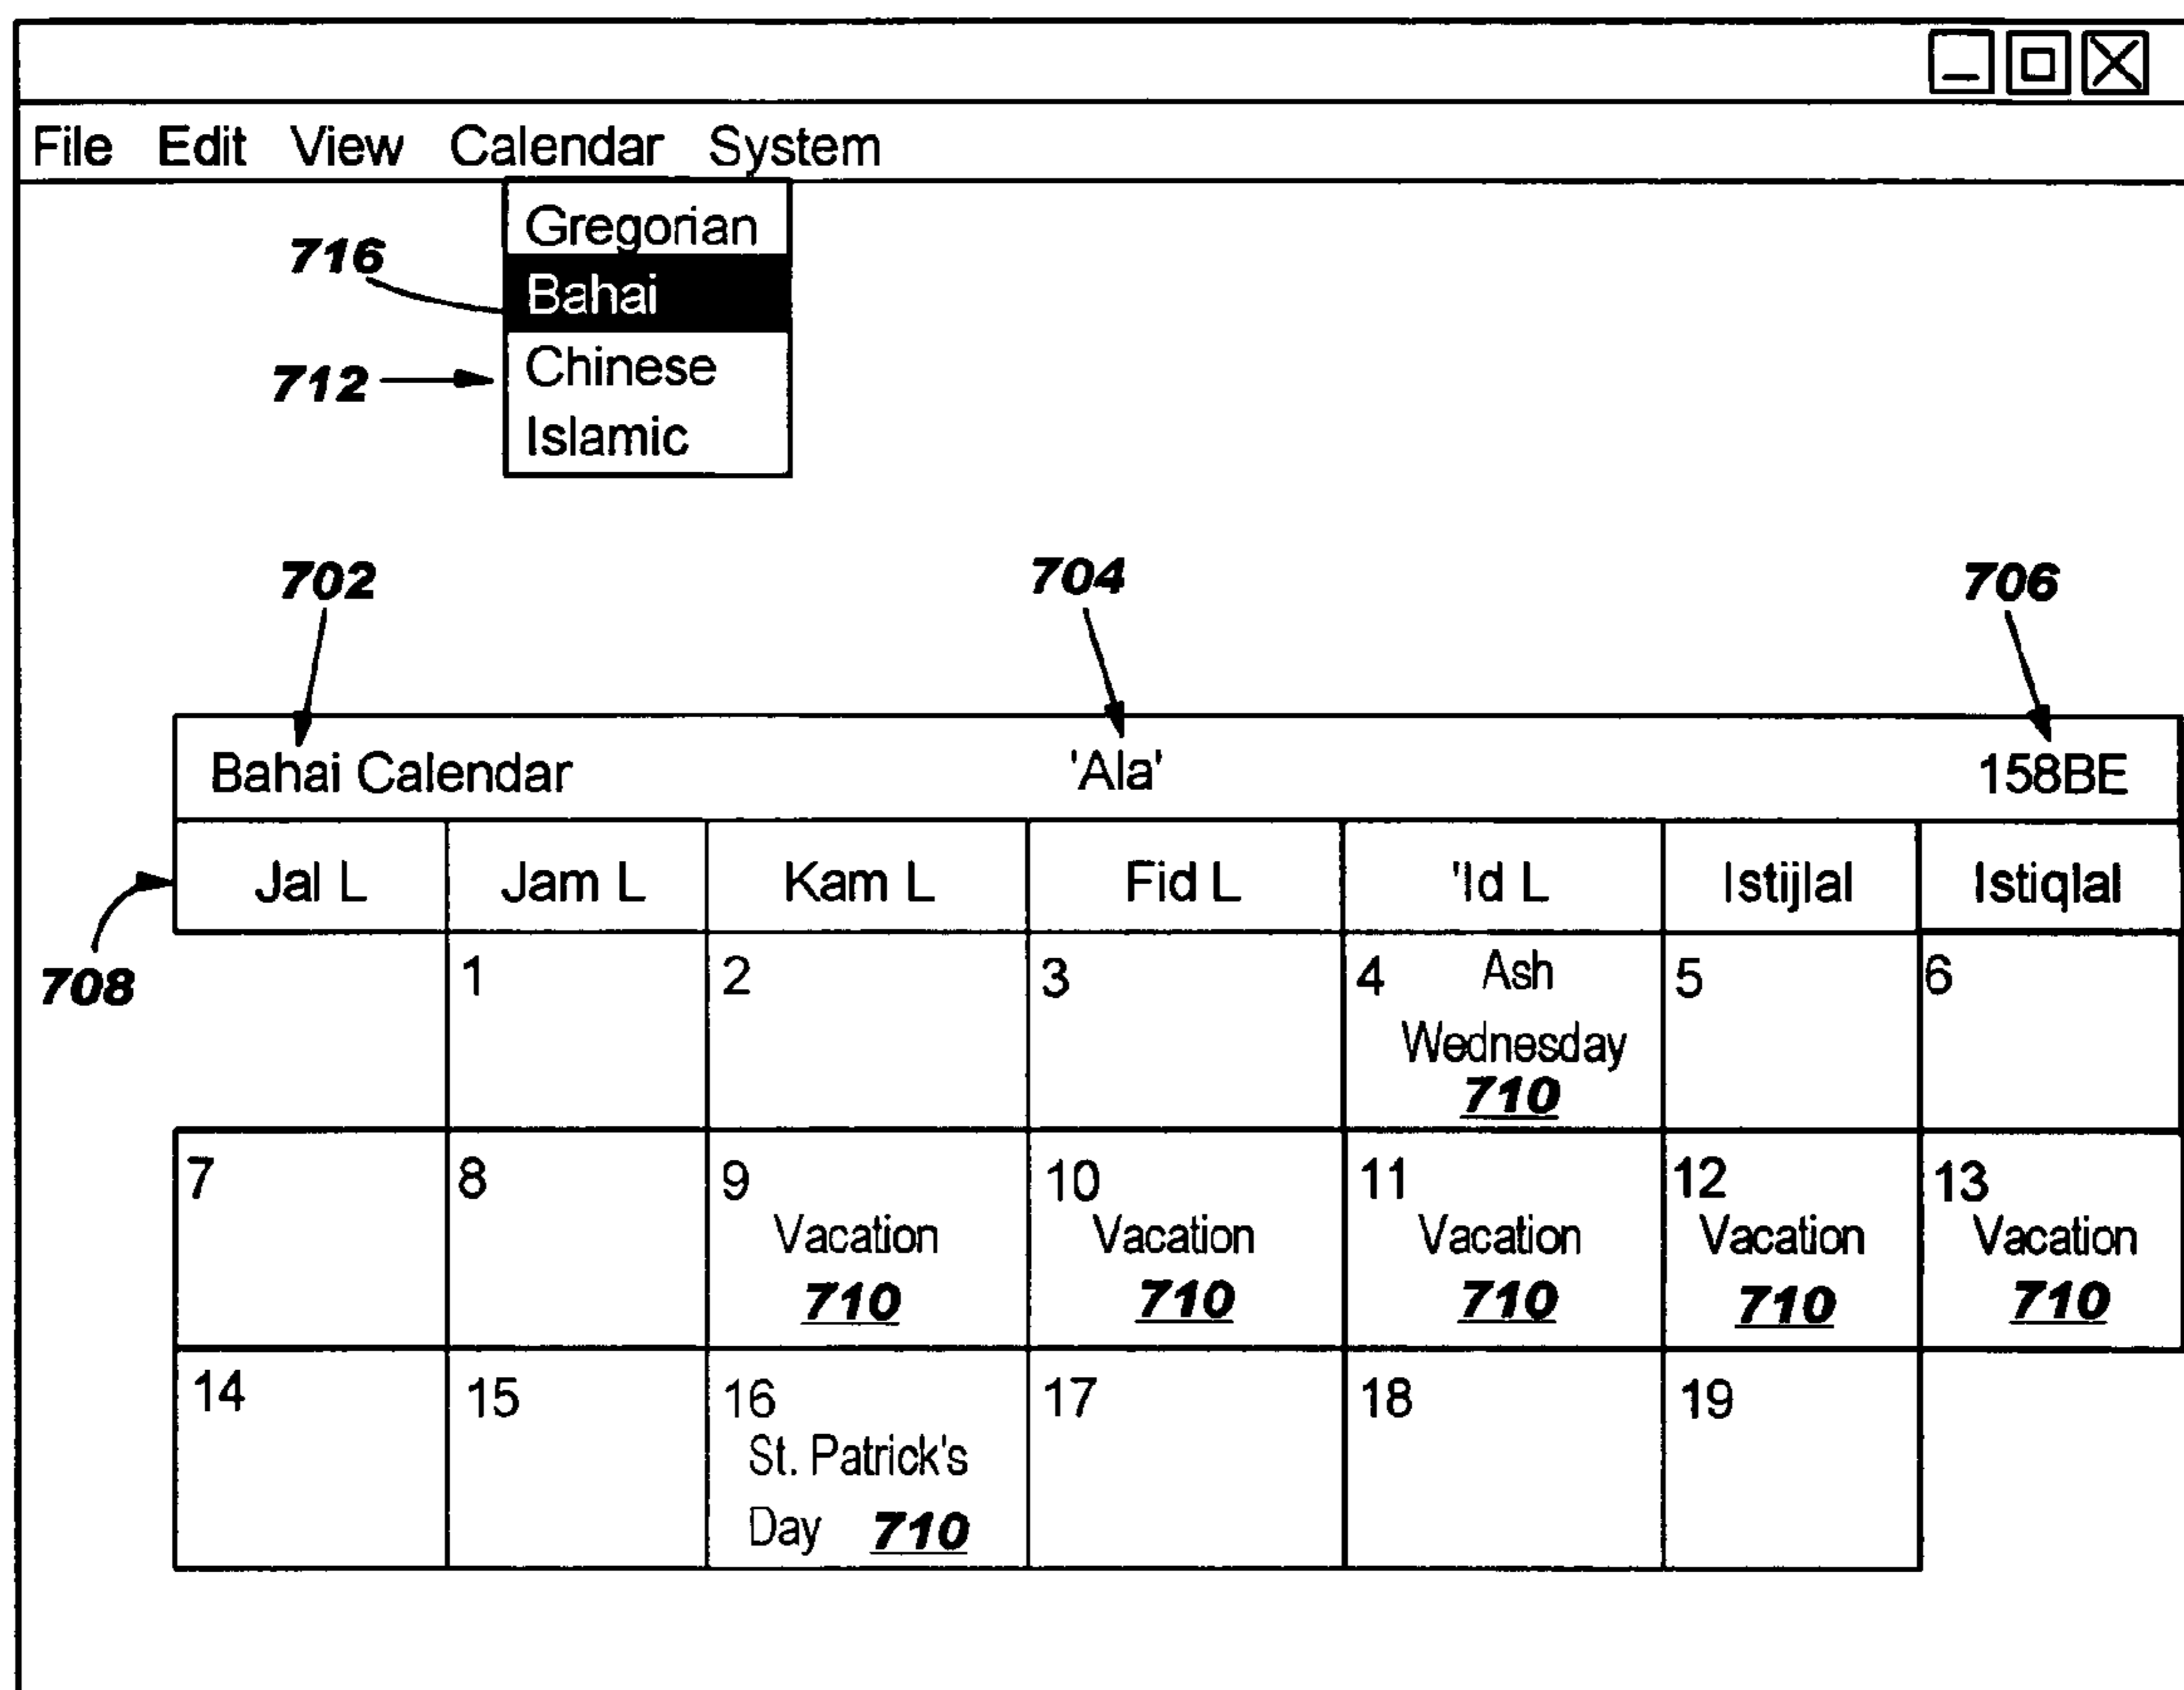 File Edit View Calendar System
Gregorian
716
Bahai
Chinese
712
Islamic
702 704 706
Bahai Calendar 'Ala' 158BE
Jal L Jam L Kam L Fid L 'Id L Istijlal Istiqlal
708
1 2 3 4 Ash 5 6
Wednesday
710
7 8 9 10 11 12 13
Vacation Vacation Vacation Vacation Vacation
710 710 710 710 710
14 15 16 17 18 19
St. Patrick's
Day 710